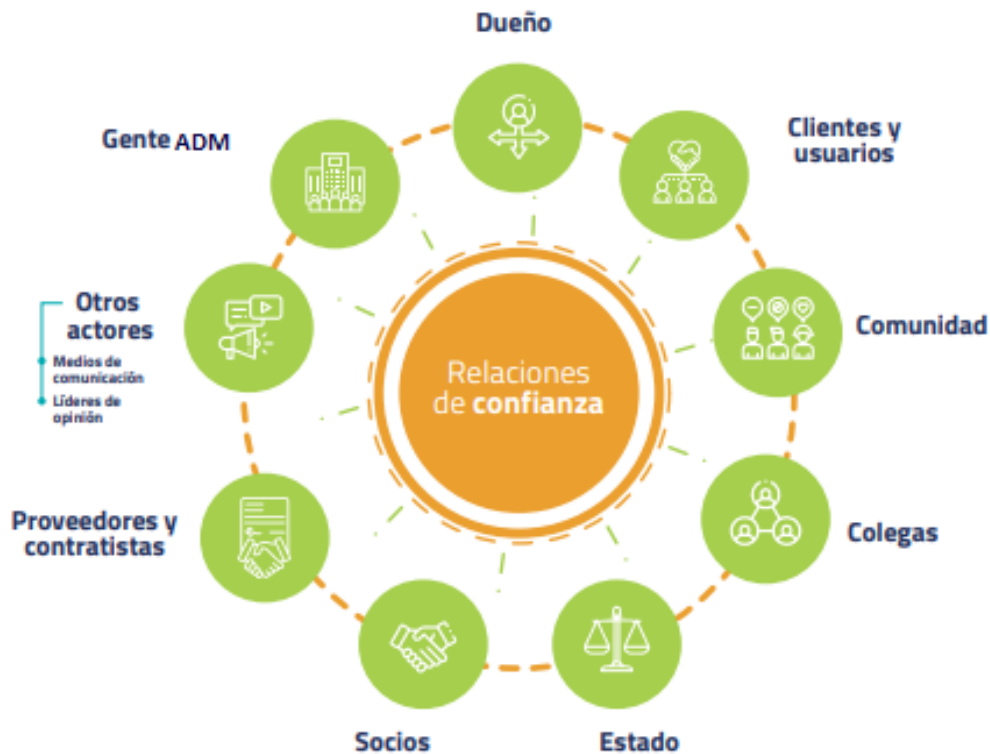 Dueño
Clientes y
usuarios
Gente ADM
Otros
actores
Medios de
comunicación
Líderes de
opinión
Comunidad
Relaciones
de confianza
Proveedores y
contratistas
Colegas
Socios
Estado